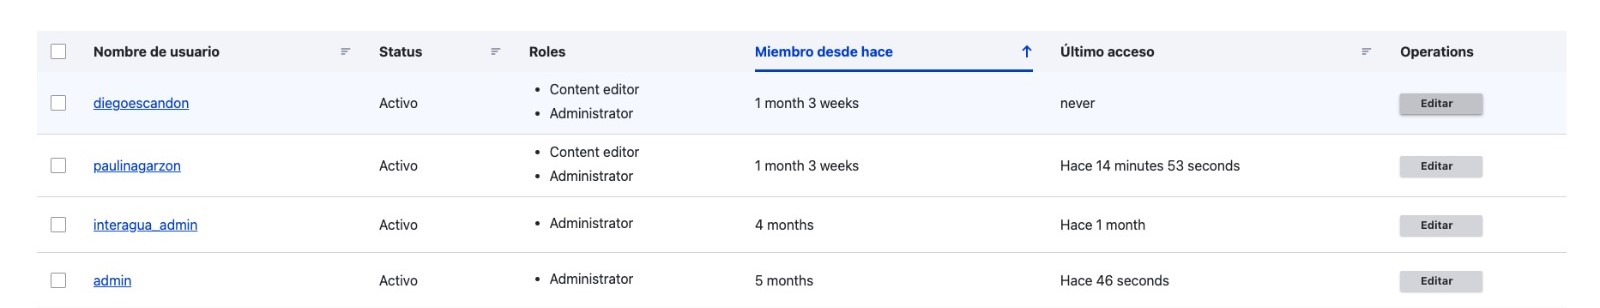 Nombre de usuario Status Roles Miembro desde hace Último acceso Operations
diegoescandon Activo • Content editor • Administrator 1 month 3 weeks never Editar
paulinagarzon Activo • Content editor • Administrator 1 month 3 weeks Hace 14 minutes 53 seconds Editar
interagua_admin Activo • Administrator 4 months Hace 1 month Editar
admin Activo • Administrator 5 months Hace 46 seconds Editar